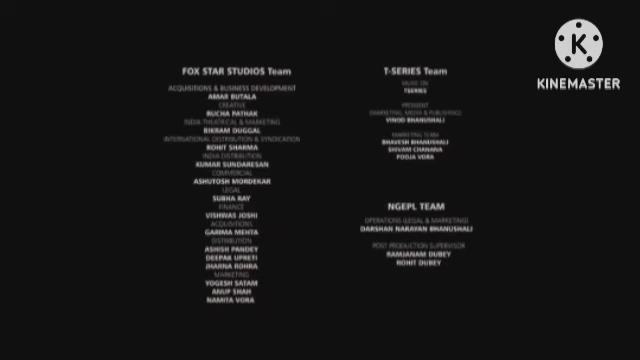 FOX STAR STUDIOS Team
ACQUISITIONS & BUSINESS DEVELOPMENT
AMAR BUTALA
CREATIVE
RUCHA PATHAK
INDIA THEATRICAL & MARKETING
BIKRAM DUGGAL
INTERNATIONAL DISTRIBUTION & SYNDICATION
ROHIT SHARMA
INDIA DISTRIBUTION
KUMAR SUNDARESAN
COMMERCIAL
ASHUTOSH MORDEKAR
LEGAL
SUBHA RAY
FINANCE
VISHWAS JOSHI
ACQUISITIONS
GARIMA MEHTA
DISTRIBUTION
ASHISH PANDEY
DEEPAK UPRETI
JHARNA ROHRA
MARKETING
YOGESH SATAM
ANUP SHAH
NAMITA VORA
T-SERIES Team
MUSIC ON
TSERIES
PRESIDENT
(MARKETING, MEDIA & PUBLISHING)
VINOD BHANUSHALI
MARKETING TEAM
BHAVESH BHANUSHALI
SHIVAM CHANANA
POOJA VORA
NGEPL TEAM
OPERATIONS (LEGAL & MARKETING)
DARSHAN NARAYAN BHANUSHALI
POST PRODUCTION SUPERVISOR
RAMJANAM DUBEY
ROHIT DUBEY
KINEMASTER